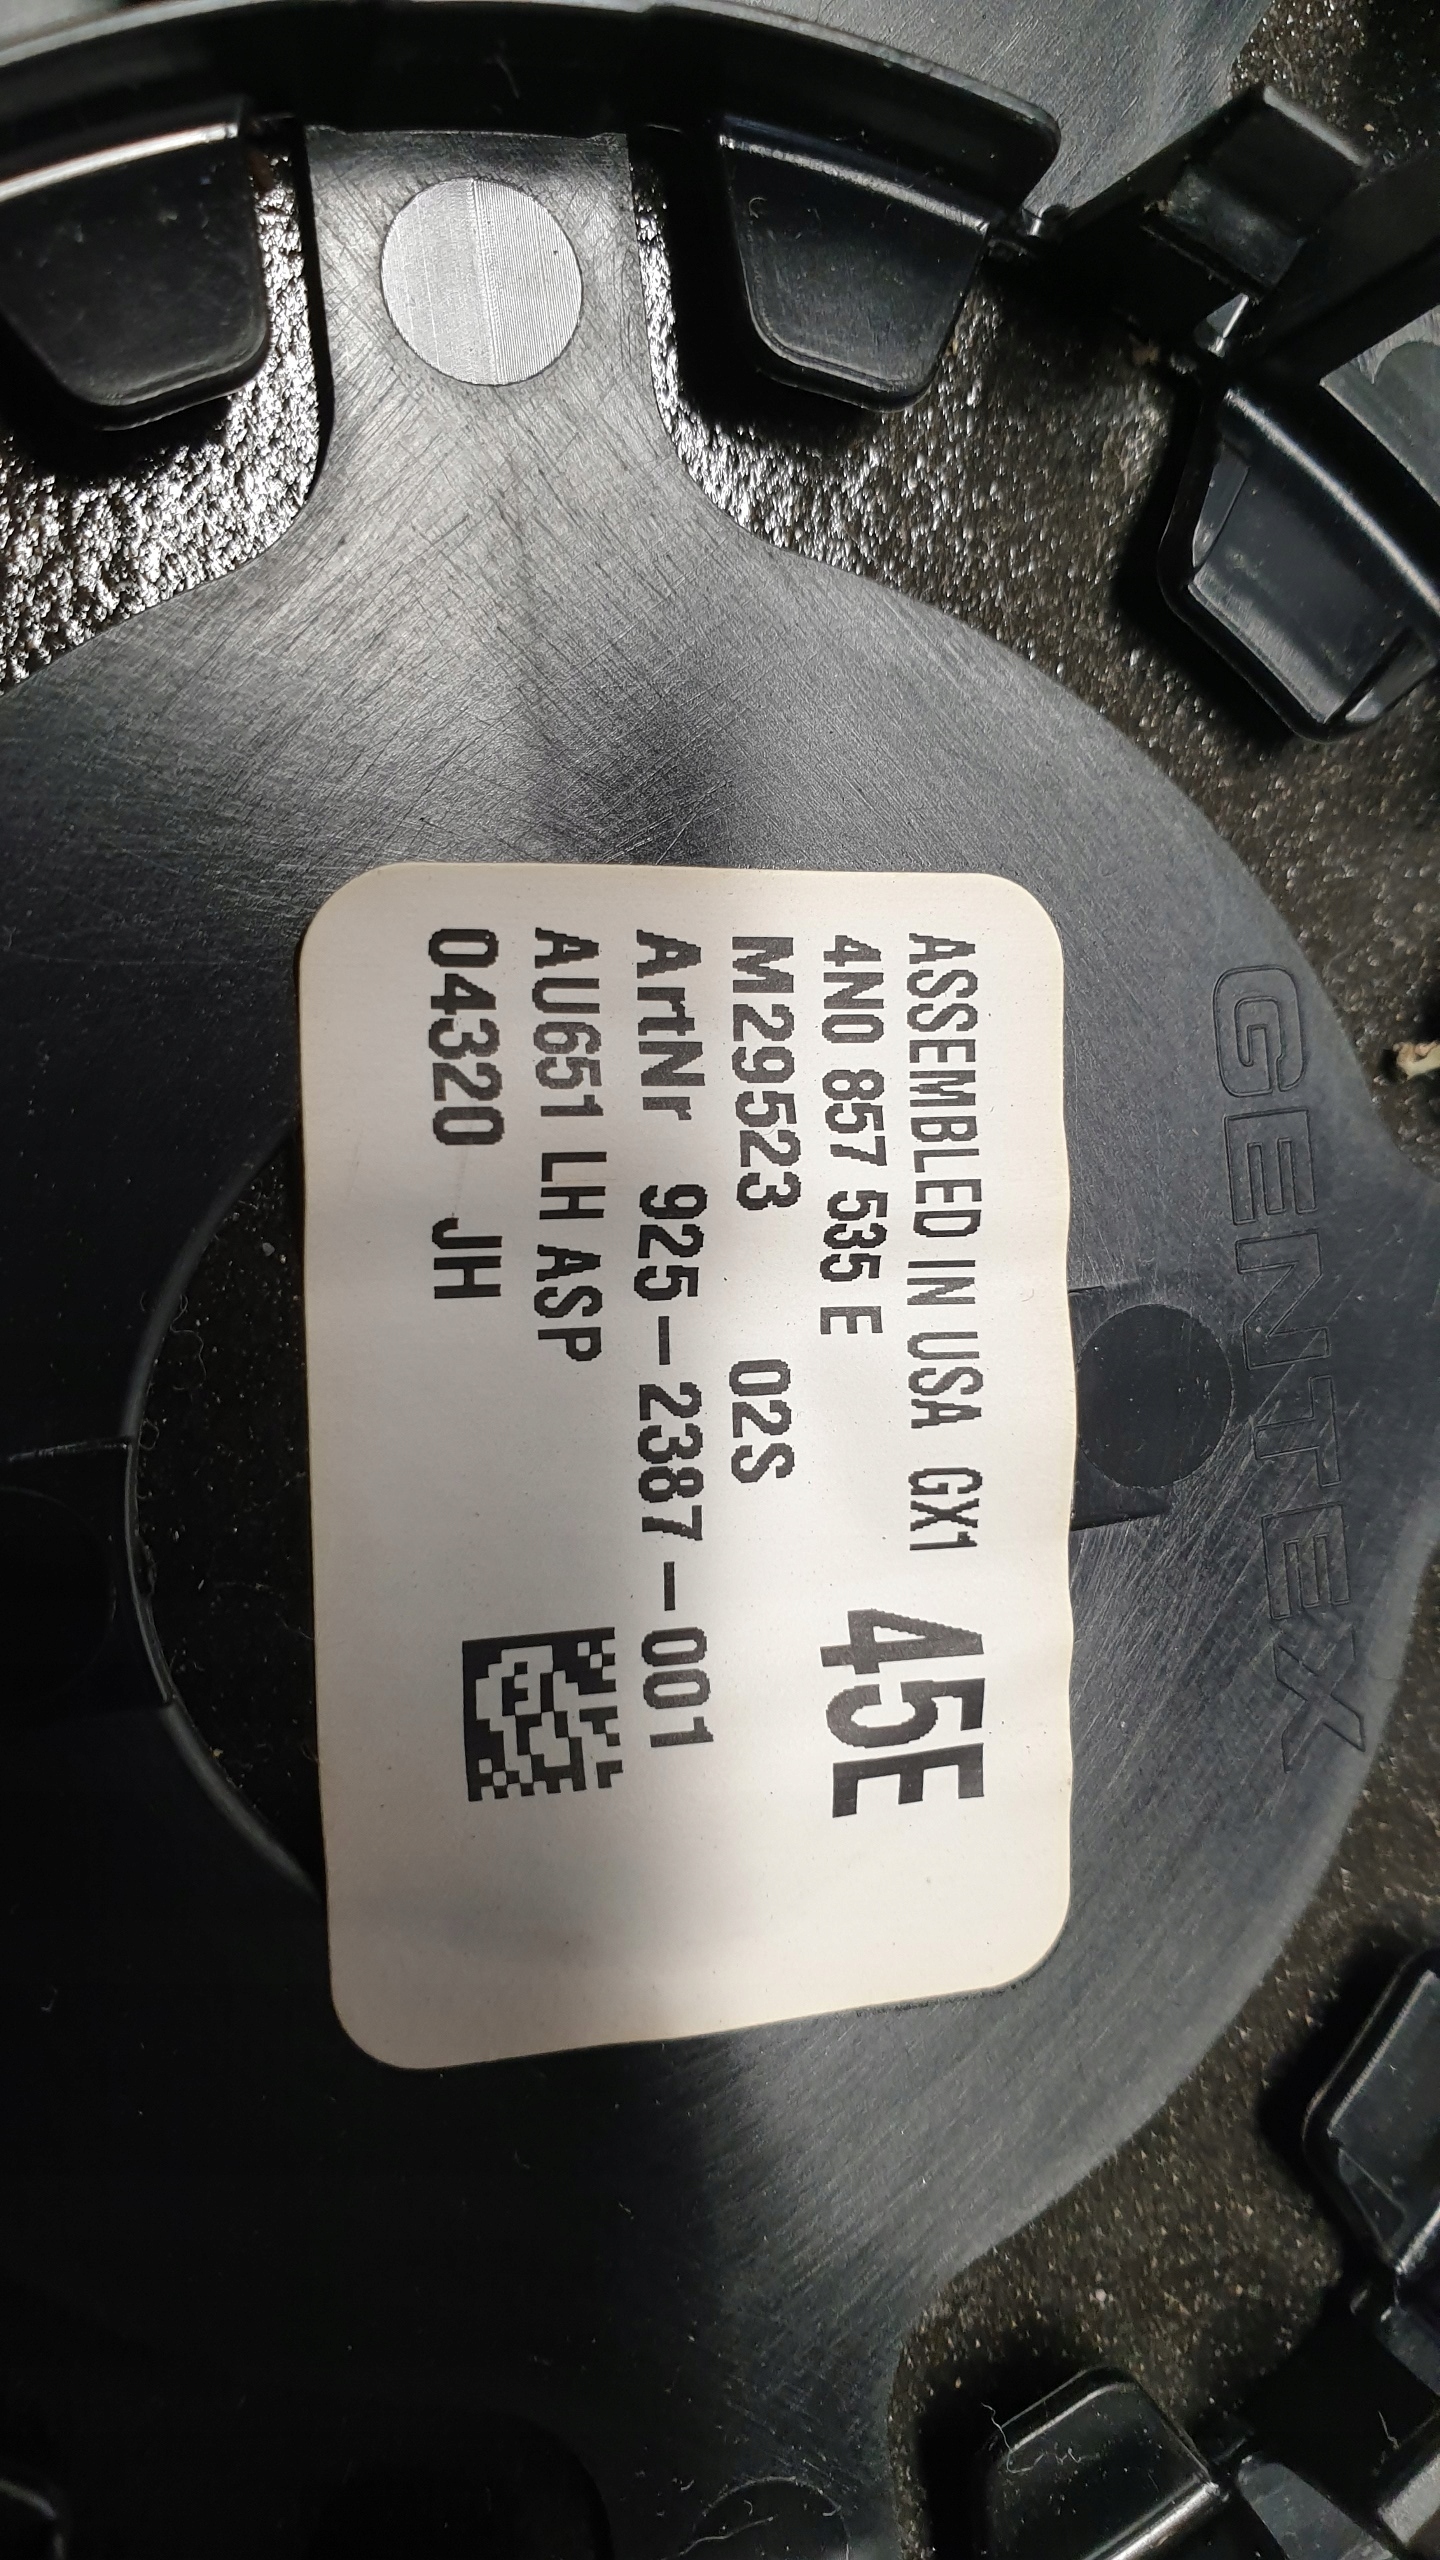 GENTEX
ASSEMBLED IN USA GX1
4N0 857 535 E
45E
M29523 02S
ArtNr 925-2387-001
AU651 LH ASP
04320 JH